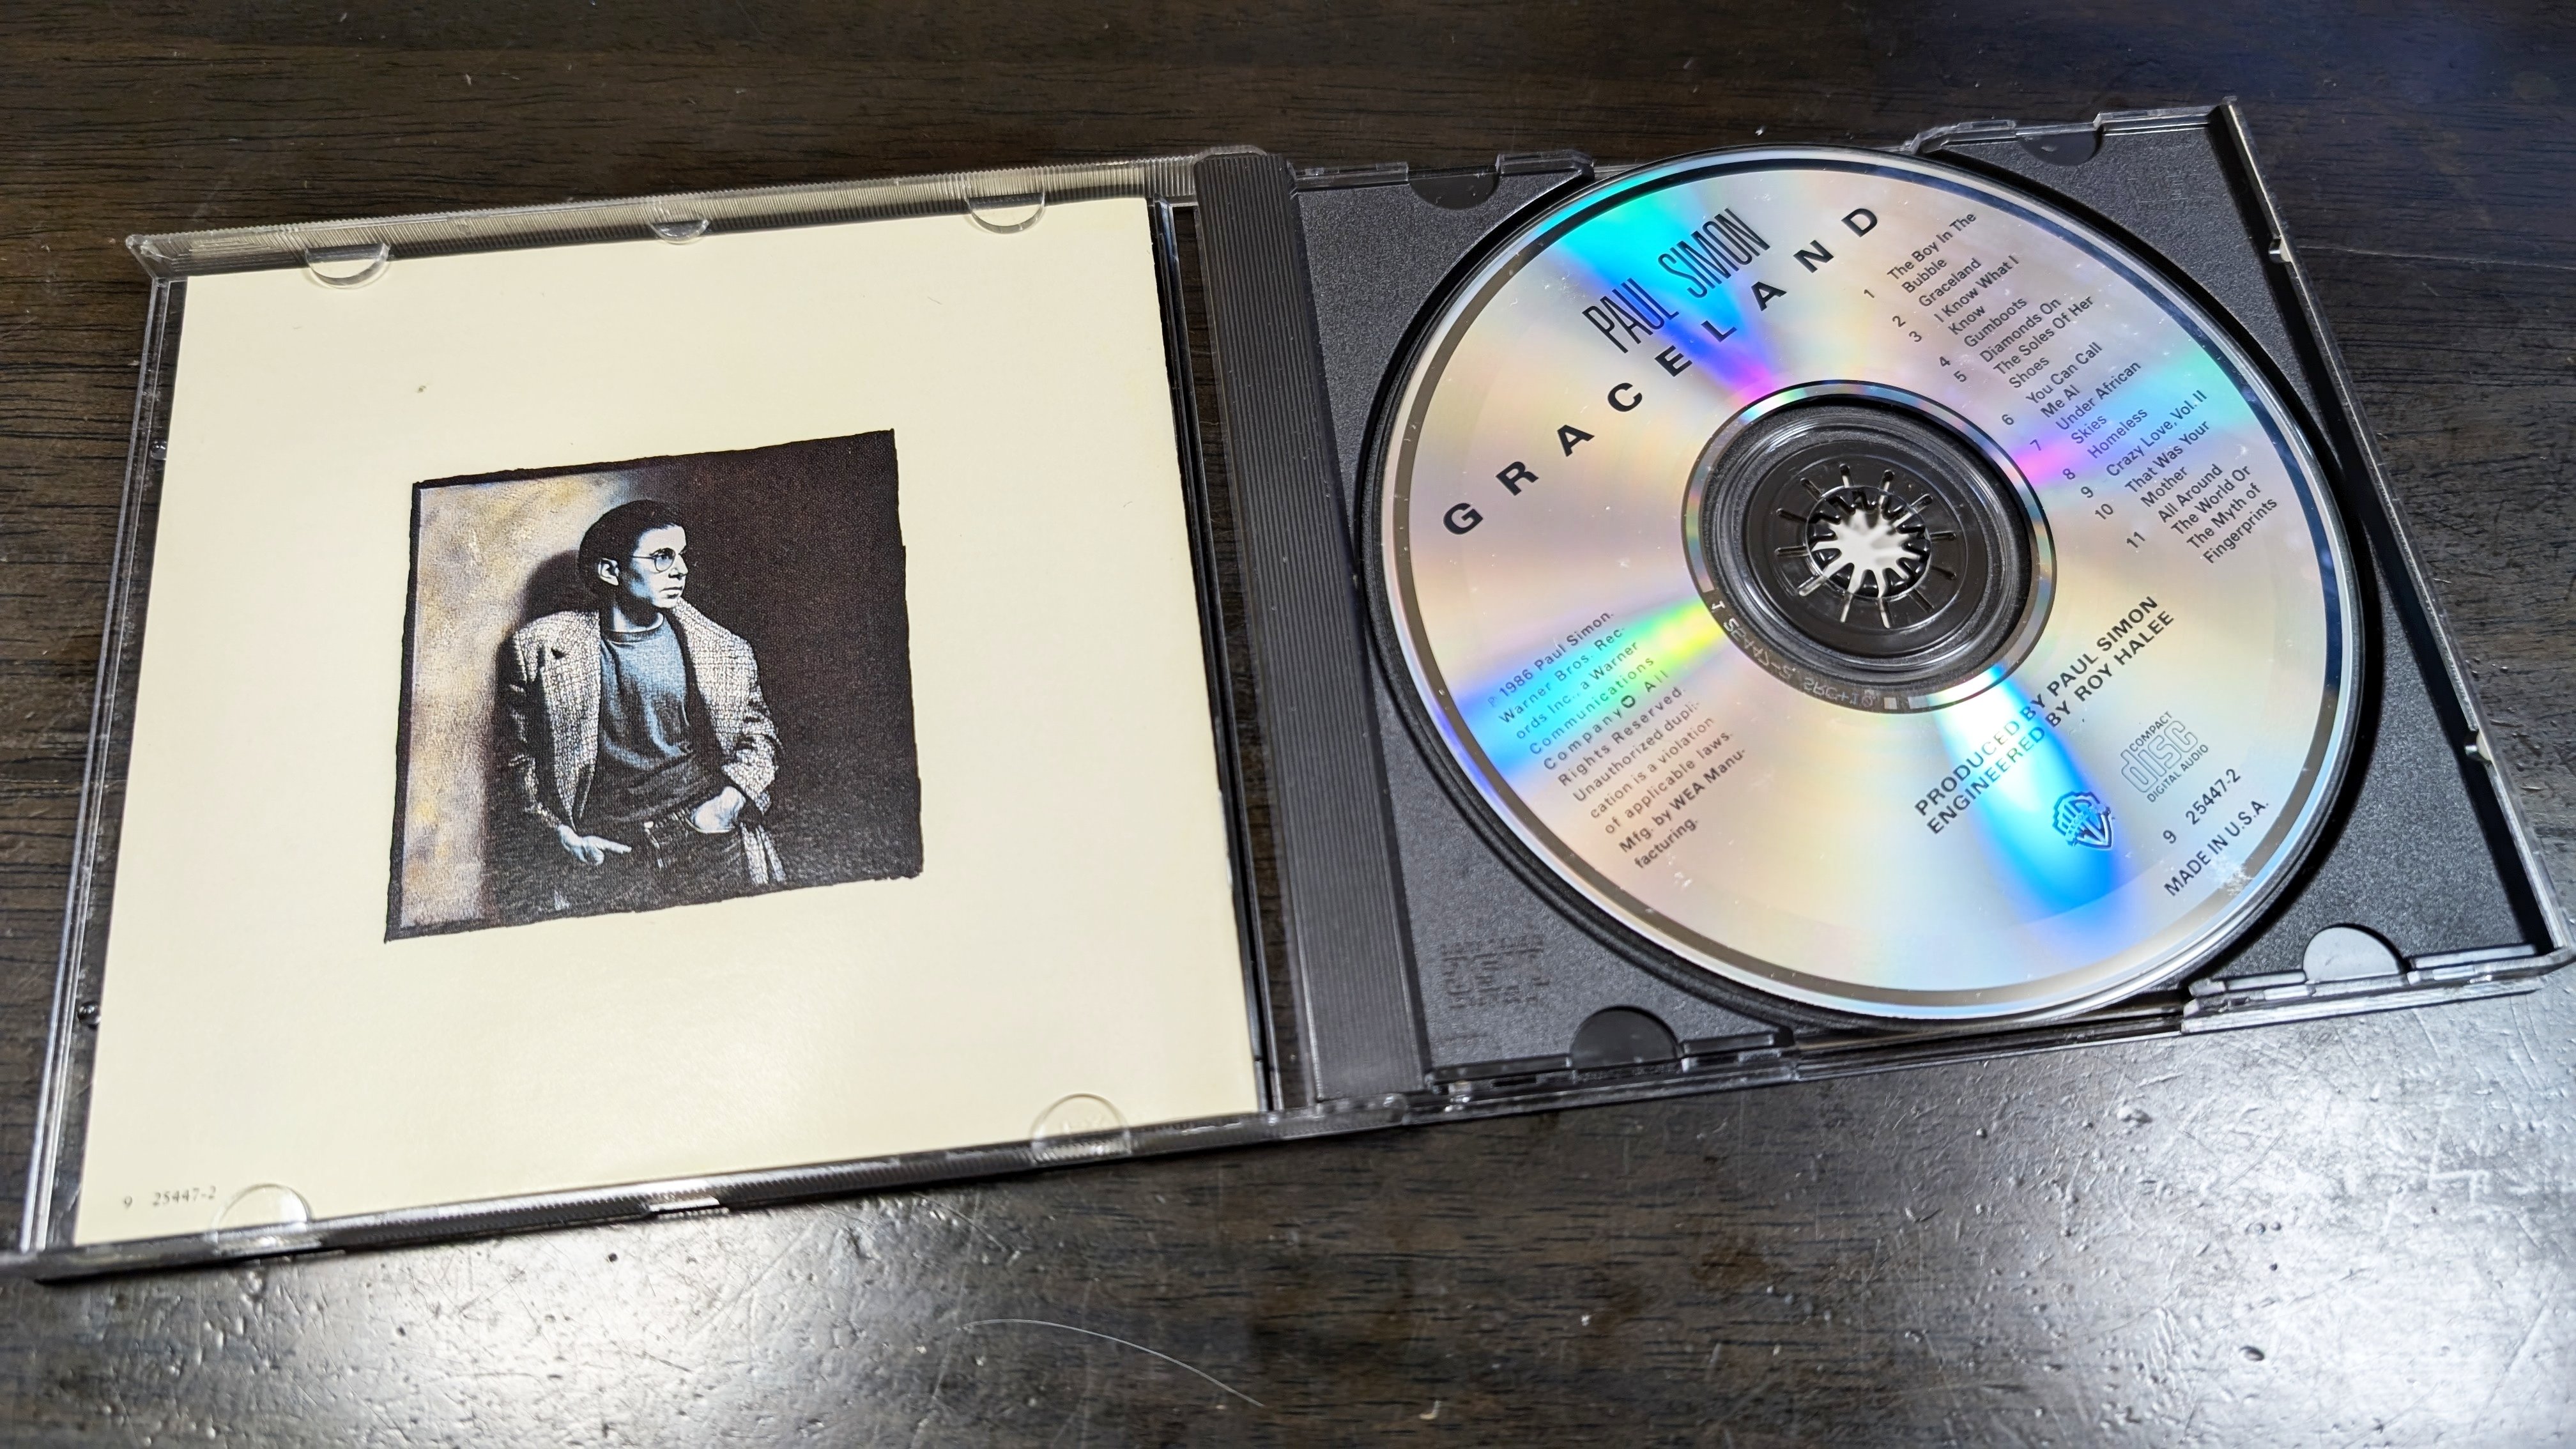 9 25447-2
PAUL SIMON
GRACELAND
1 The Boy In The
Bubble
2 Graceland
3 I Know What I
Know
4 Gumboots
5 Diamonds On
The Soles Of Her
Shoes
6 You Can Call
Me Al
7 Under African
Skies
8 Homeless
9 Crazy Love, Vol. II
10 That Was Your
Mother
11 All Around
The World Or
The Myth of
Fingerprints
℗ 1986 Paul Simon.
Warner Bros. Rec-
ords Inc., a Warner
Communications
Company All
Rights Reserved.
Unauthorized dupli-
cation is a violation
of applicable laws.
Mfg. by WEA Manu-
facturing.
PRODUCED BY PAUL SIMON
ENGINEERED BY ROY HALEE
COMPACT
disc
DIGITAL AUDIO
9 25447-2
MADE IN U.S.A.